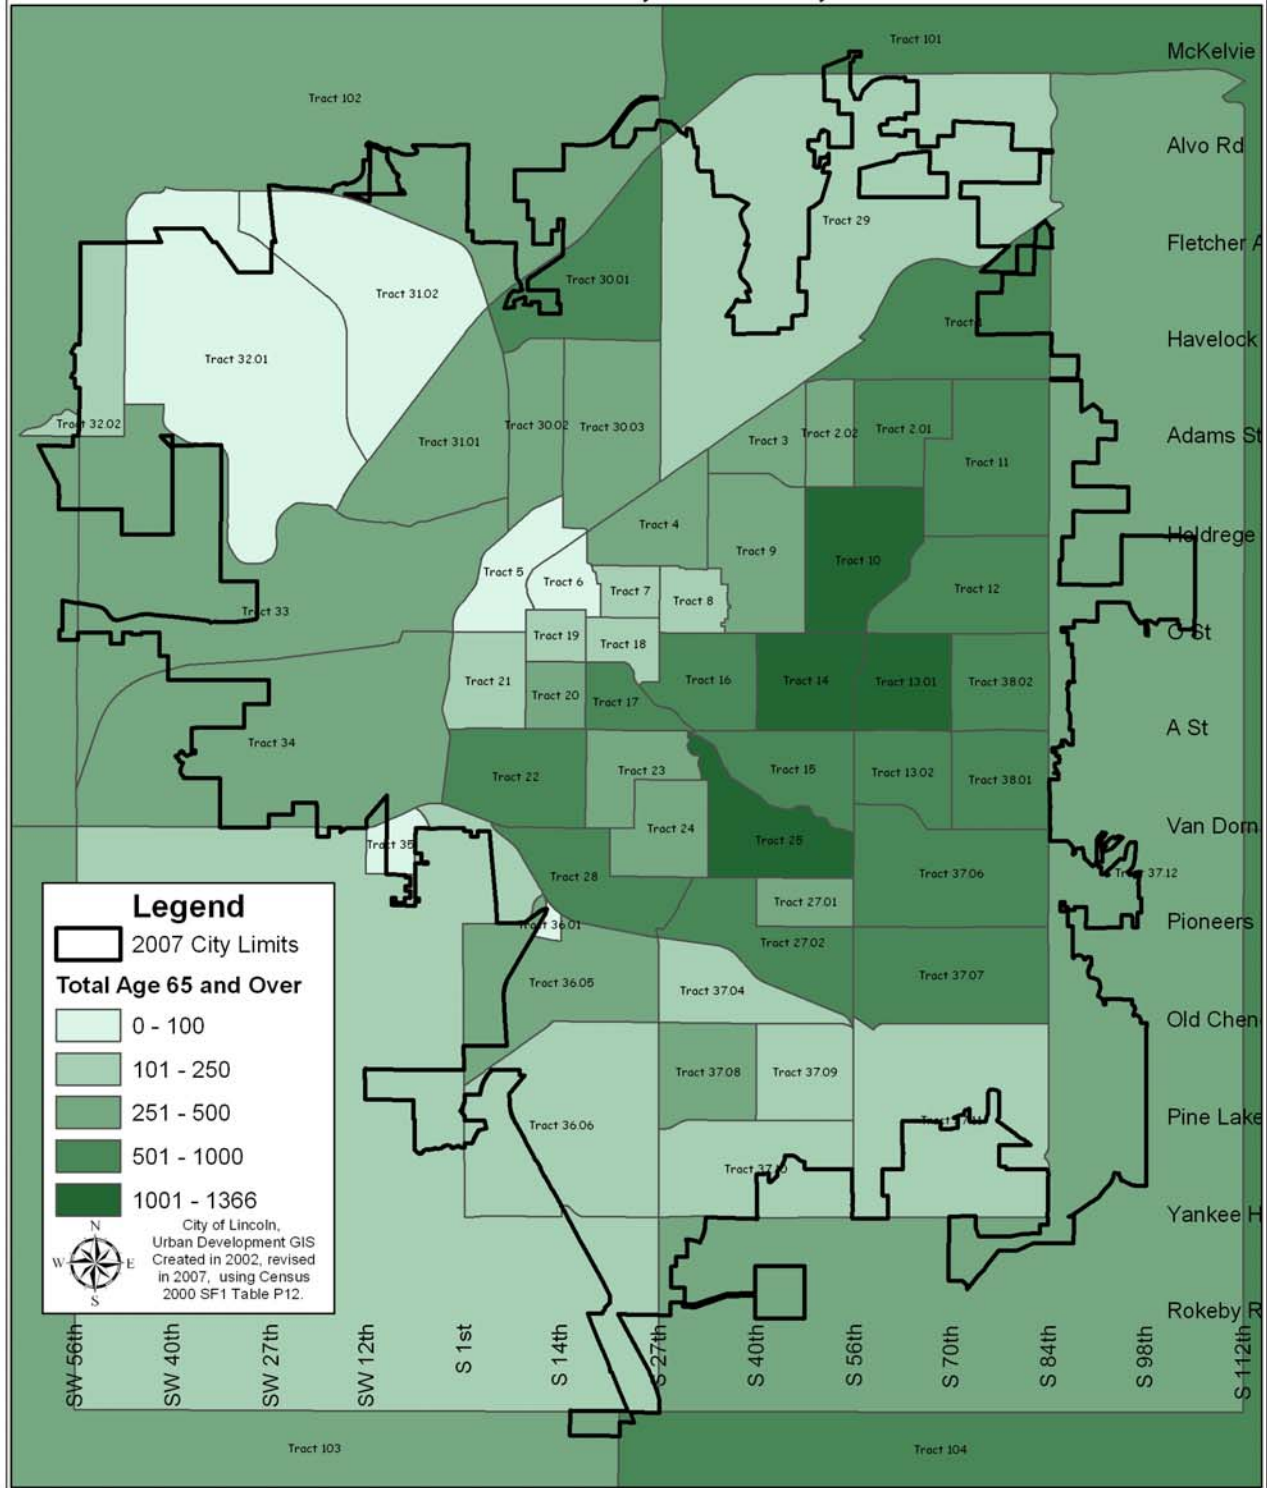 Tract 101
McKelvie
Tract 102
Alvo Rd
Tract 29
Fletcher
Tract 30.01
Tract 31.02
Tract 1
Havelock
Tract 32.01
Tract 32.02
Tract 30.02
Tract 30.03
Tract 31.01
Tract 3
Tract 2.02
Tract 2.01
Adams St
Tract 11
Tract 4
Holdrege
Tract 9
Tract 10
Tract 5
Tract 6
Tract 7
Tract 8
Tract 12
Tract 33
O St
Tract 19
Tract 18
Tract 21
Tract 20
Tract 17
Tract 16
Tract 14
Tract 13.01
Tract 38.02
A St
Tract 34
Tract 22
Tract 23
Tract 15
Tract 13.02
Tract 38.01
Tract 24
Van Dorn
Tract 35
Tract 25
Tract 28
Tract 37.06
Tract 37.12
Tract 27.01
Pioneers
Tract 36.01
Tract 27.02
Tract 36.05
Tract 37.04
Tract 37.07
Old Chen
Tract 37.08
Tract 37.09
Tract 36.06
Tract 37.11
Pine Lake
Tract 37.10
Yankee H
Rokeby R
Legend
2007 City Limits
Total Age 65 and Over
0 - 100
101 - 250
251 - 500
501 - 1000
1001 - 1366
N
W
E
S
City of Lincoln,
Urban Development GIS
Created in 2002, revised
in 2007, using Census
2000 SF1 Table P12.
SW 56th
SW 40th
SW 27th
SW 12th
S 1st
S 14th
S 27th
S 40th
S 56th
S 70th
S 84th
S 98th
S 112th
Tract 103
Tract 104